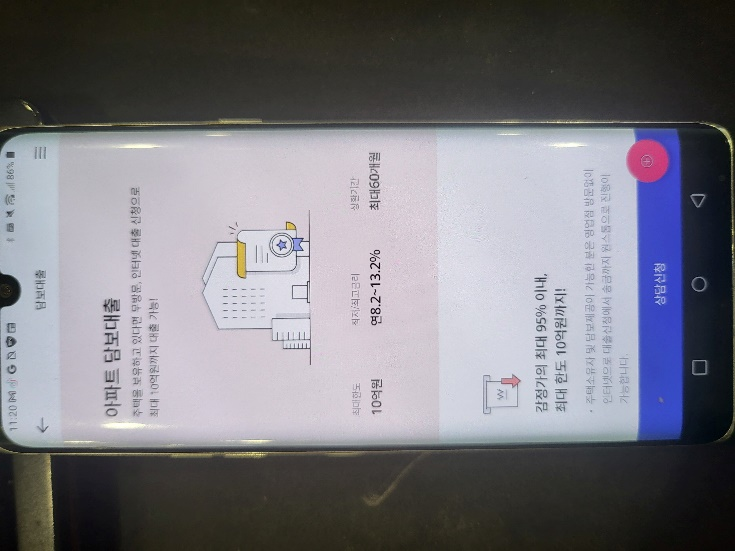 11:20
86%
담보대출
아파트 담보대출
주택을 보유하고 있다면 무방문, 인터넷 대출 신청으로
최대 10억원까지 대출 가능!
최대한도
10억원
최저/최고금리
연8.2~13.2%
상환기간
최대60개월
감정가의 최대 95% 이내,
최대 한도 10억원까지!
• 주택소유자 및 담보제공이 가능한 분은 영업점 방문없이
인터넷으로 대출신청에서 송금까지 원스톱으로 진행이
가능합니다.
상담신청